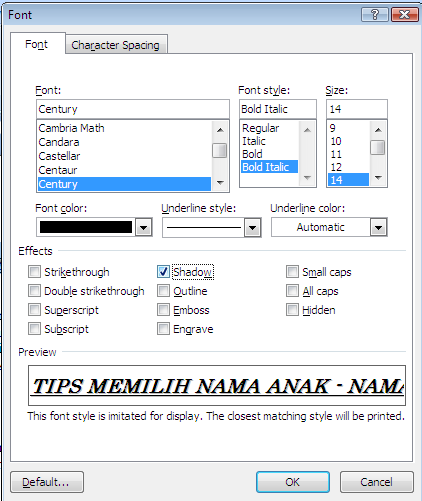 Font
Font Character Spacing
Font: Font style: Size:
Century Bold Italic 14
Cambria Math Regular 9
Candara Italic 10
Castellar Bold 11
Centaur Bold Italic 12
Century 14
Font color: Underline style: Underline color:
Automatic
Effects
Strikethrough Shadow Small caps
Double strikethrough Outline All caps
Superscript Emboss Hidden
Subscript Engrave
Preview
TIPS MEMILIH NAMA ANAK - NAMA
This font style is imitated for display. The closest matching style will be printed.
Default... OK Cancel